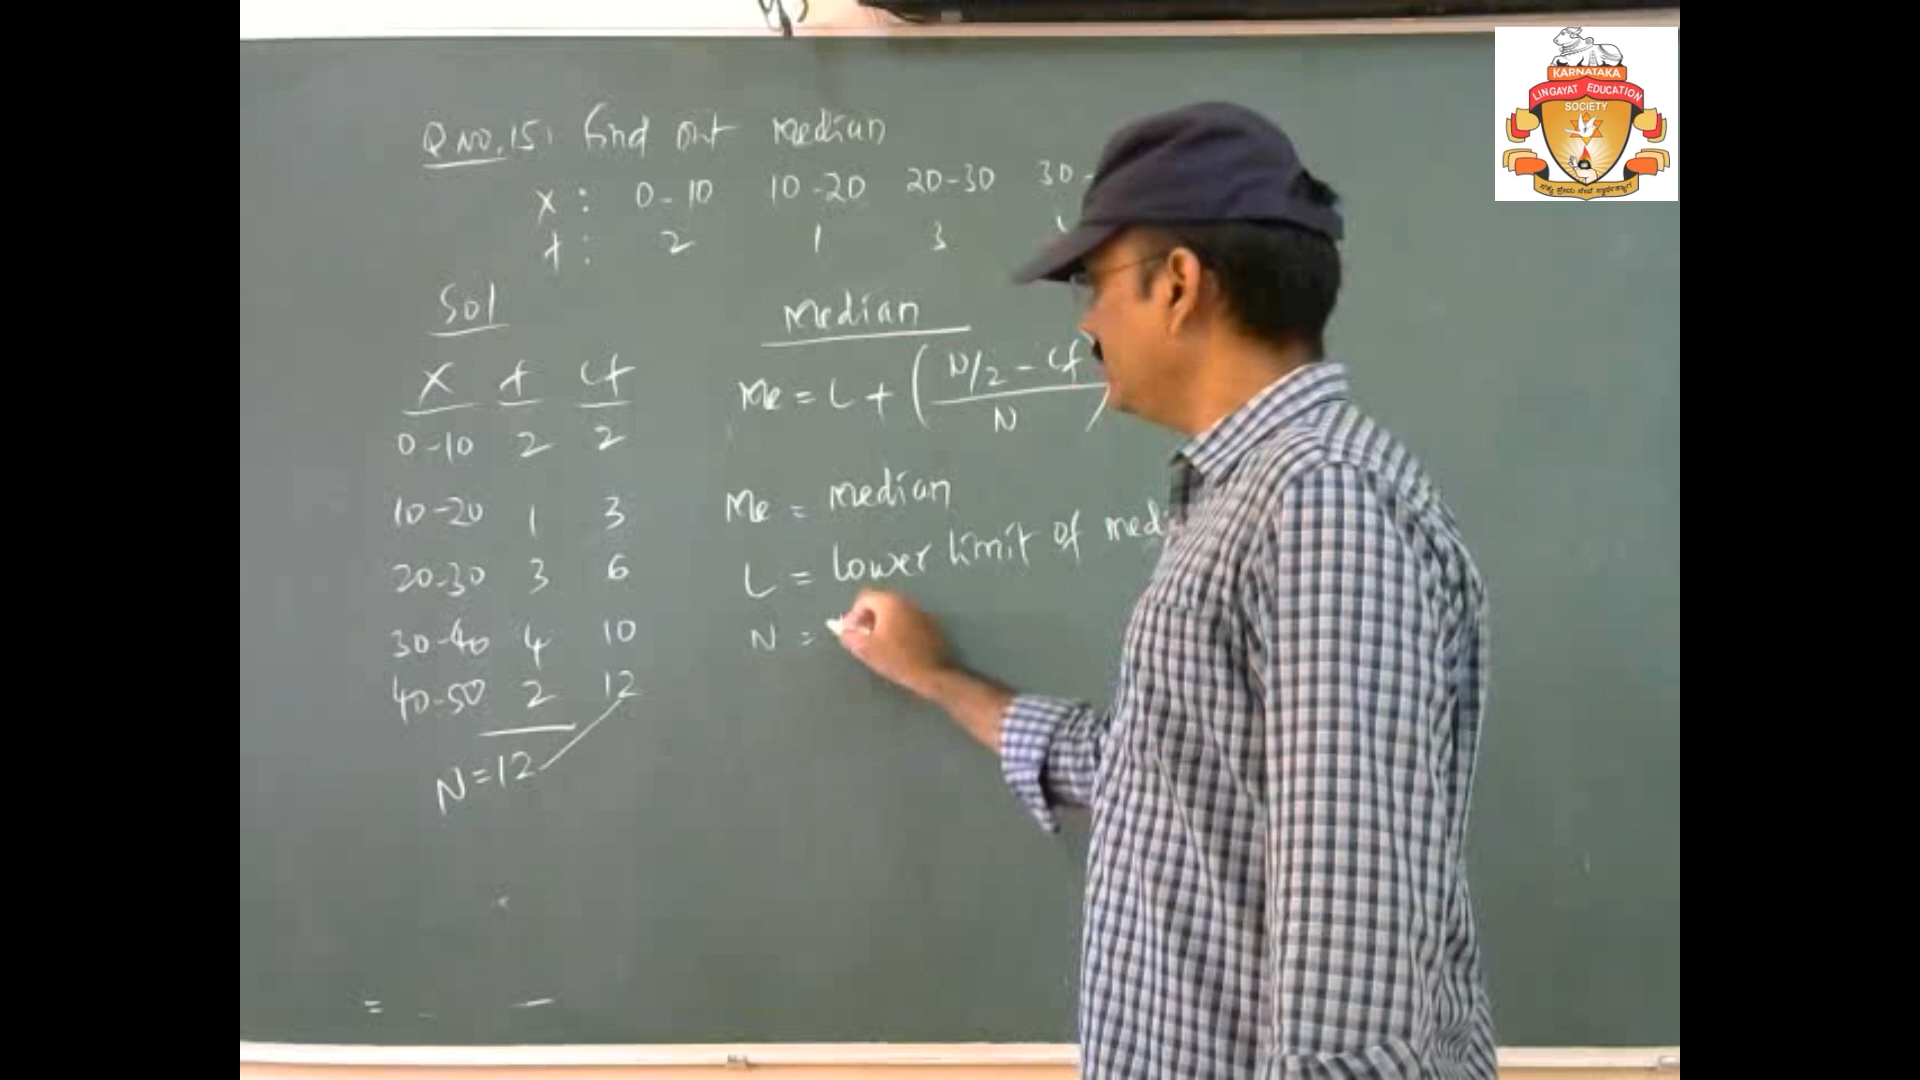 Q NO. 15. Find out Median
X : 0-10 10-20 20-30 30-
f : 2 1 3
Sol
X f Cf
0-10 2 2
10-20 1 3
20-30 3 6
30-40 4 10
40-50 2 12
N=12
Median
Me = L + ( N/2 - Cf / N )
Me = Median
L = Lower limit of medi
N =
KARNATAKA
LINGAYAT EDUCATION
SOCIETY